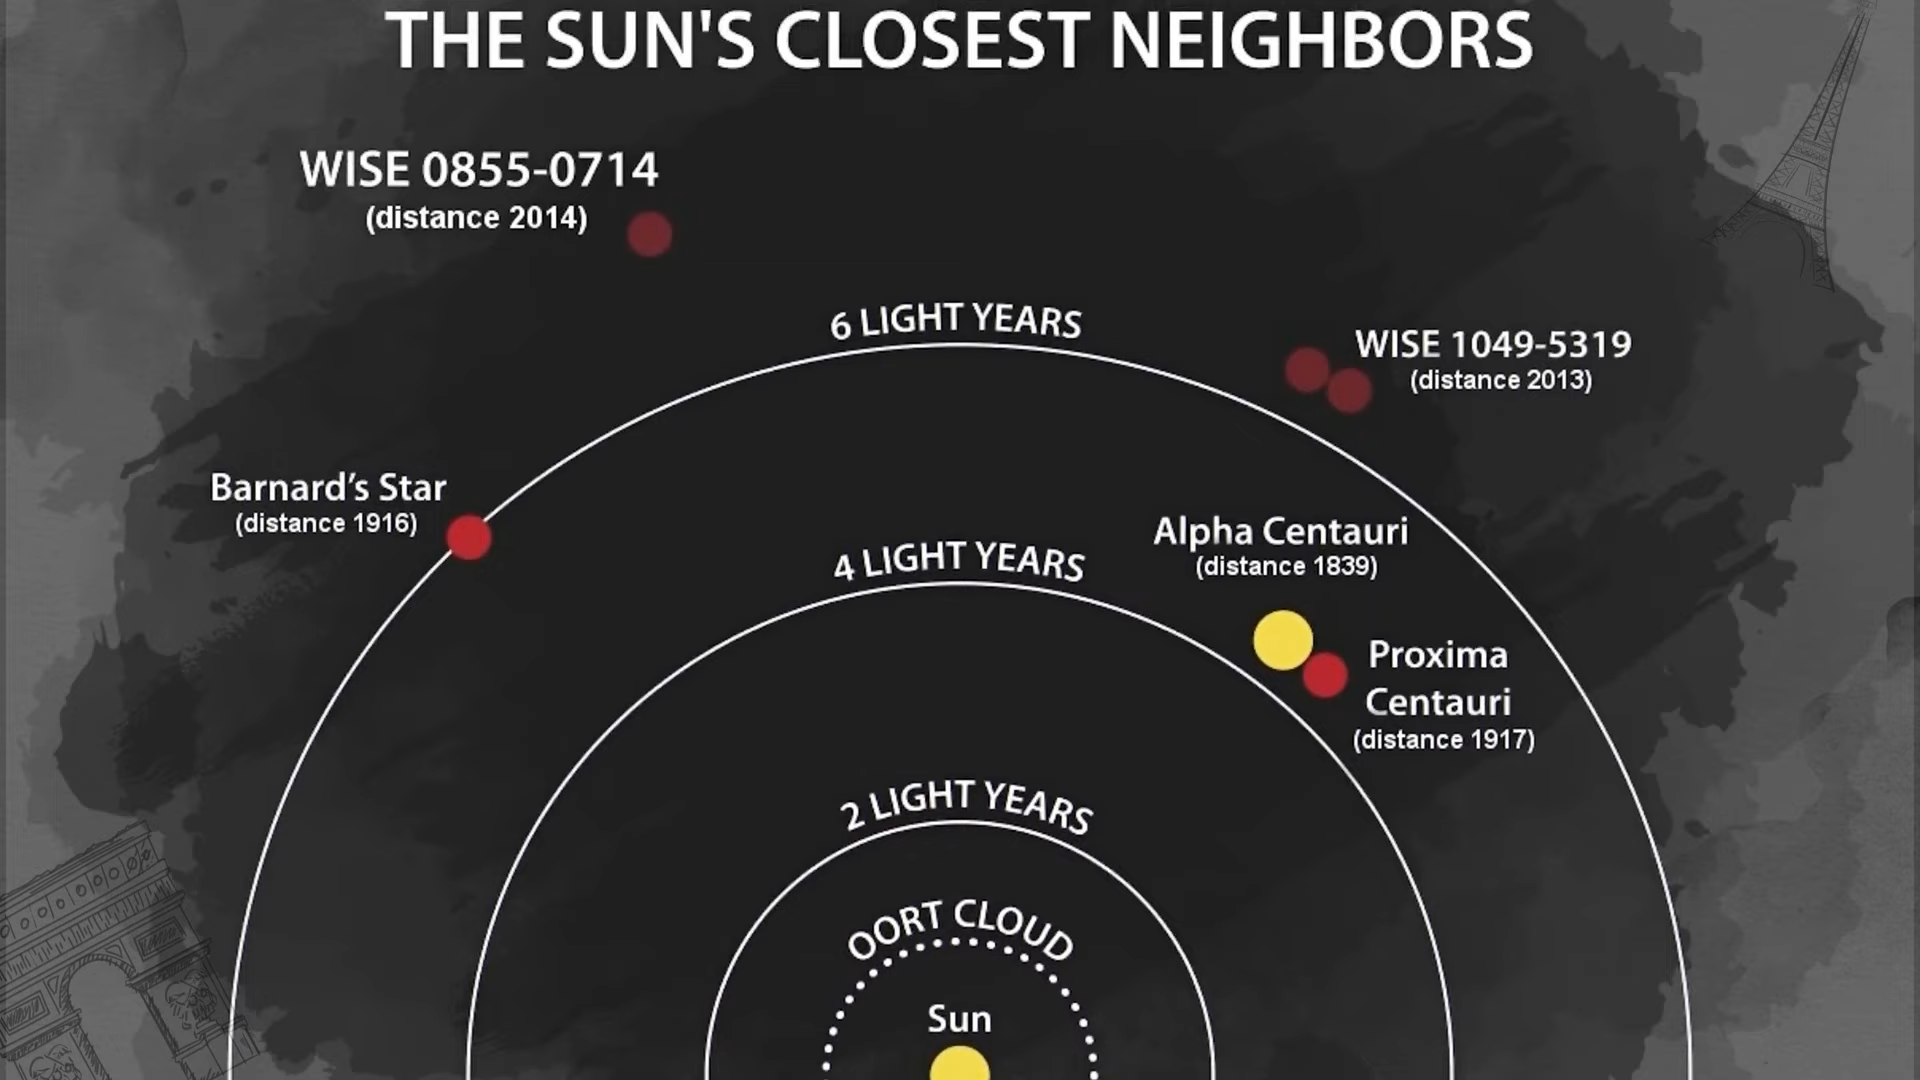 THE SUN'S CLOSEST NEIGHBORS
WISE 0855-0714
(distance 2014)
6 LIGHT YEARS
WISE 1049-5319
(distance 2013)
Barnard’s Star
(distance 1916)
Alpha Centauri
(distance 1839)
4 LIGHT YEARS
Proxima
Centauri
(distance 1917)
2 LIGHT YEARS
OORT CLOUD
Sun